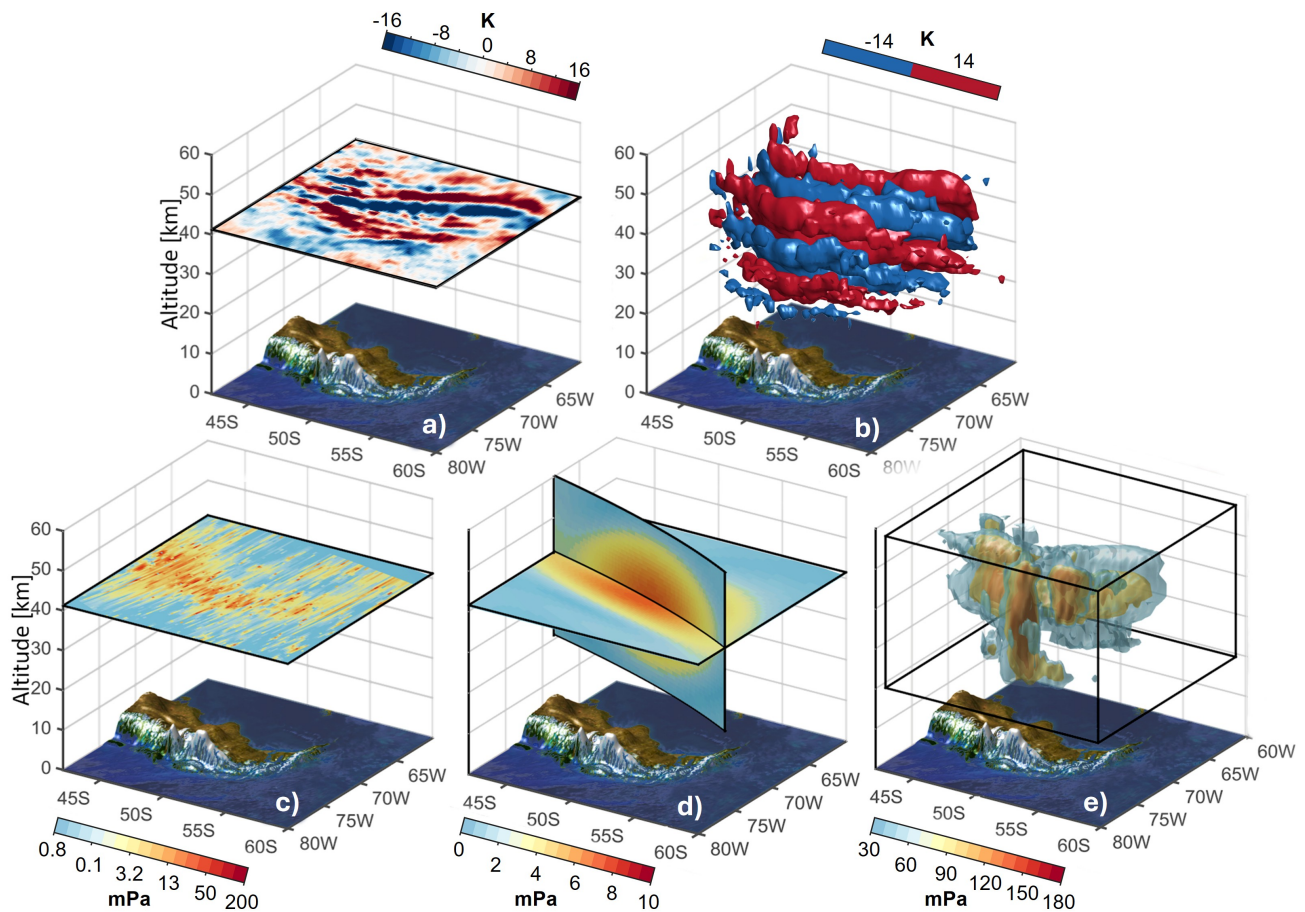 K
-16 -8 0 8 16
K
-14 14
Altitude [km]
60
50
40
30
20
10
0
45S 50S 55S 60S
80W 75W 70W 65W
a)
60
50
40
30
20
10
0
45S 50S 55S 60S
80W 75W 70W 65W
b)
Altitude [km]
60
50
40
30
20
10
0
45S 50S 55S 60S
80W 75W 70W 65W
c)
0.8 0.1 3.2 13 50 200
mPa
45S 50S 55S 60S
80W 75W 70W 65W
d)
0 2 4 6 8 10
mPa
45S 50S 55S 60S
80W 75W 70W 65W 60W
e)
30 60 90 120 150 180
mPa